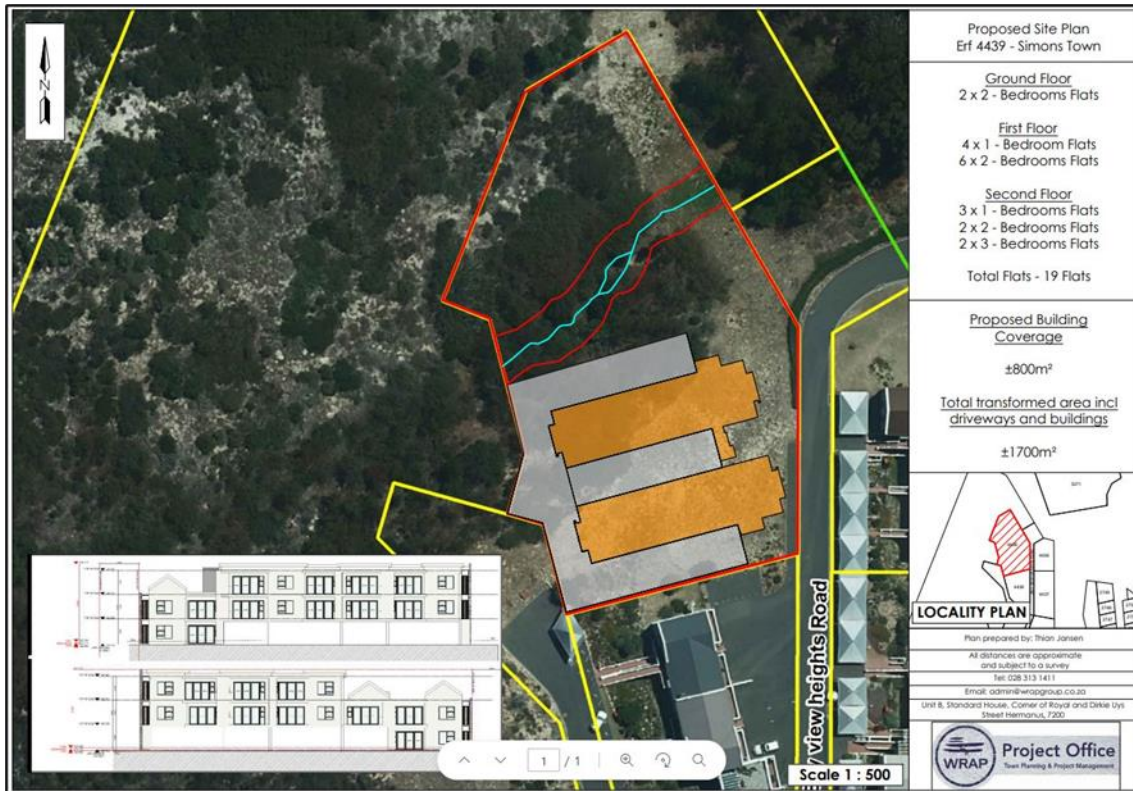 N
Proposed Site Plan
Erf 4439 - Simons Town
Ground Floor
2 x 2 - Bedrooms Flats
First Floor
4 x 1 - Bedroom Flats
6 x 2 - Bedrooms Flats
Second Floor
3 x 1 - Bedrooms Flats
2 x 2 - Bedrooms Flats
2 x 3 - Bedrooms Flats
Total Flats - 19 Flats
Proposed Building
Coverage
±800m²
Total transformed area incl
driveways and buildings
±1700m²
LOCALITY PLAN
Plan prepared by: Thian Jansen
All distances are approximate
and subject to a survey
Tel: 028 313 1411
Email: admin@wrapgroup.co.za
Unit B, Standard House, Corner of Royal and Dirkie Uys
Street Hermanus, 7200
WRAP
Project Office
Town Planning & Project Management
view heights Road
1 / 1
Scale 1 : 500